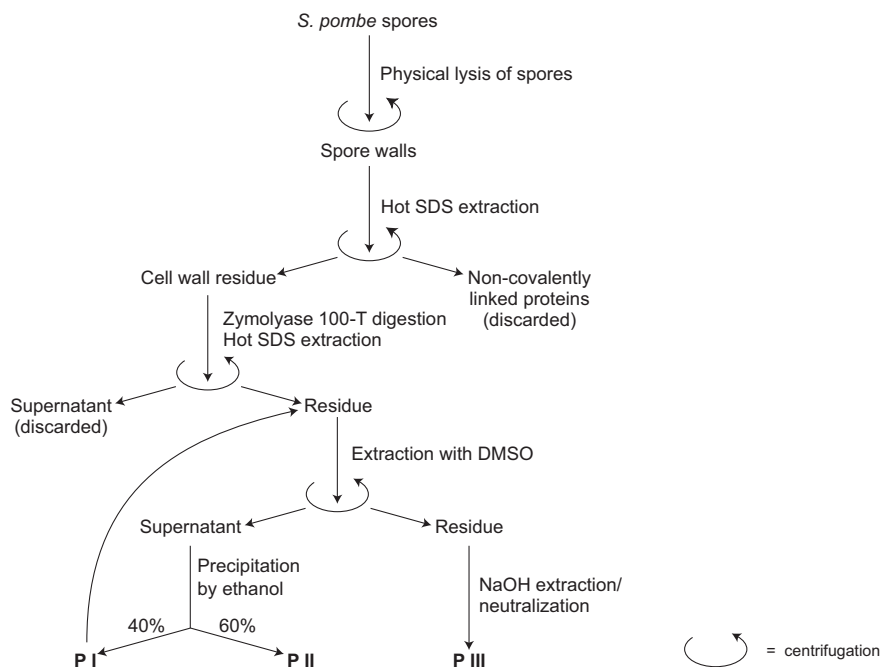 S. pombe spores
Physical lysis of spores
Spore walls
Hot SDS extraction
Cell wall residue
Non-covalently
linked proteins
(discarded)
Zymolyase 100-T digestion
Hot SDS extraction
Supernatant
(discarded)
Residue
Extraction with DMSO
Supernatant
Residue
Precipitation
by ethanol
NaOH extraction/
neutralization
40%
60%
P I
P II
P III
= centrifugation